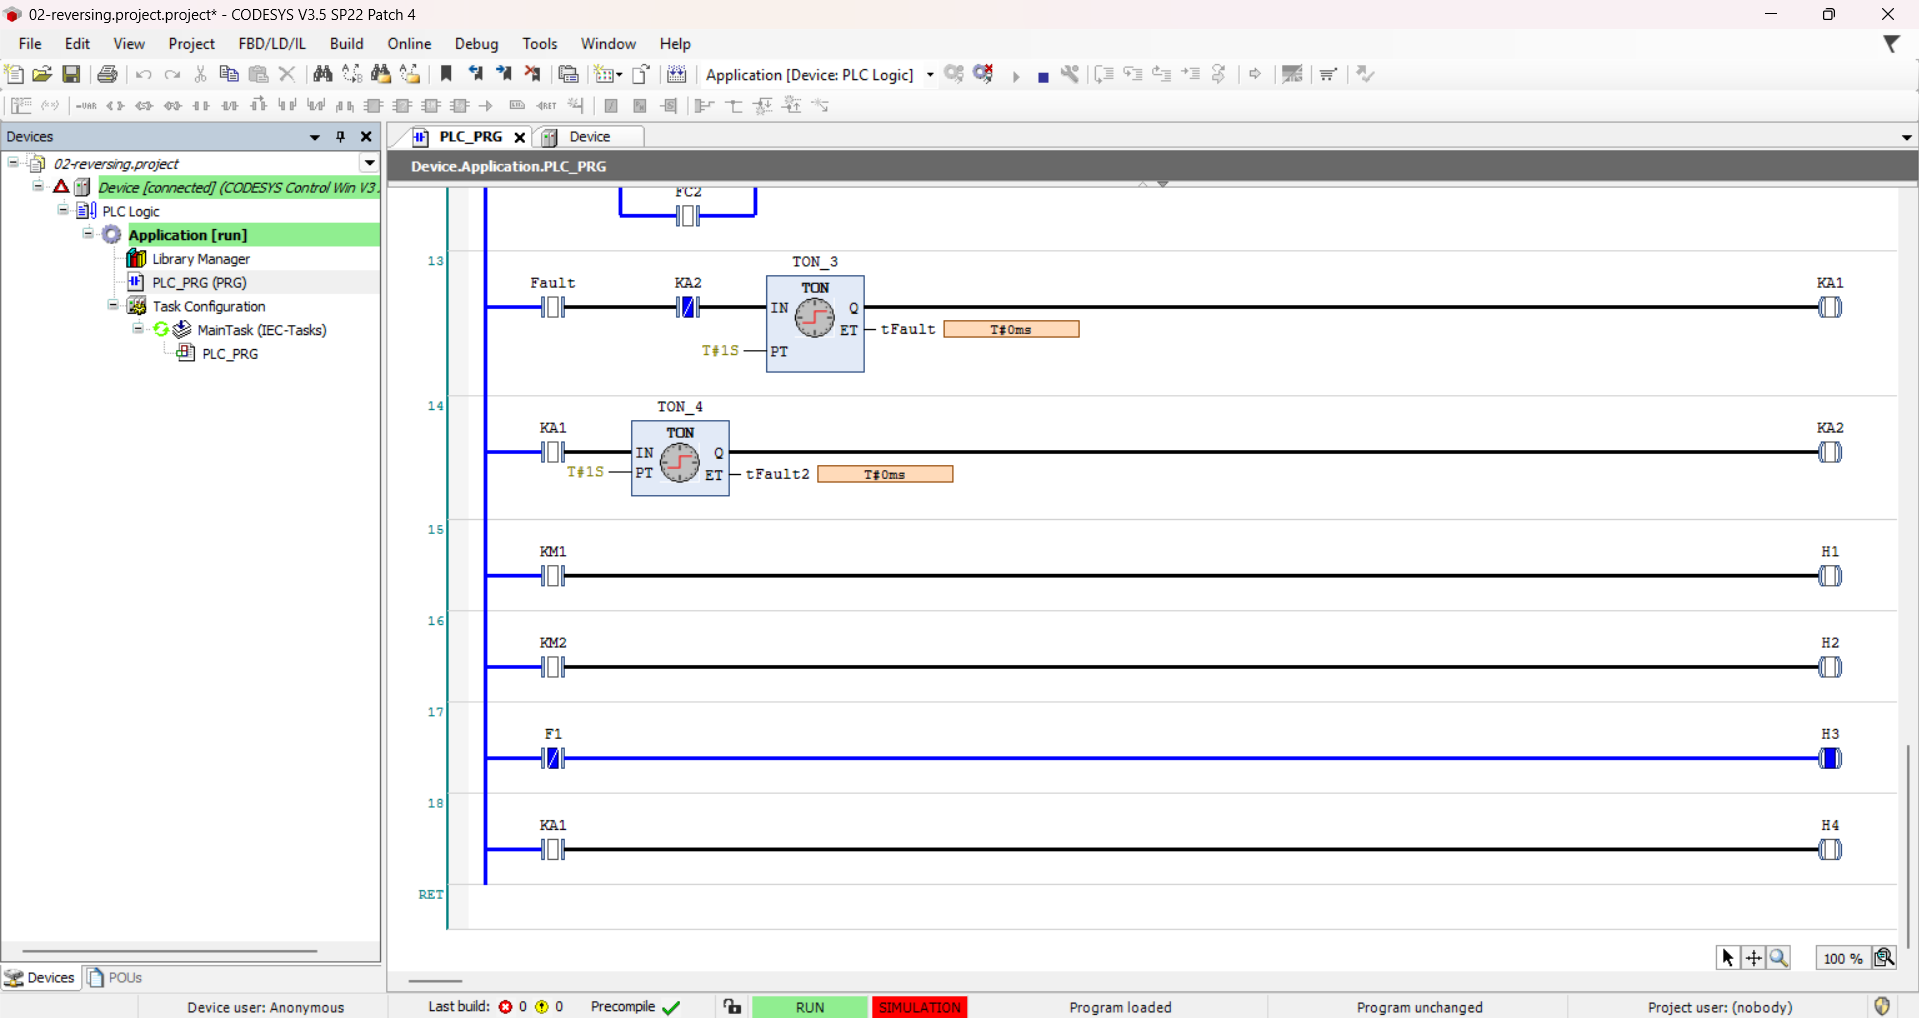 02-reversing.project.project* - CODESYS V3.5 SP22 Patch 4
File Edit View Project FBD/LD/IL Build Online Debug Tools Window Help
Application [Device: PLC Logic]
Devices
PLC_PRG
Device
02-reversing.project
Device [connected] (CODESYS Control Win V3
PLC Logic
Application [run]
Library Manager
PLC_PRG (PRG)
Task Configuration
MainTask (IEC-Tasks)
PLC_PRG
Devices
POUs
Device.Application.PLC_PRG
FC2
13
TON_3
Fault KA2 TON KA1
IN Q
ET tFault T#0ms
T#1S PT
14
TON_4
KA1 TON KA2
IN Q
T#1S PT ET tFault2 T#0ms
15
KM1 H1
16
KM2 H2
17
F1 H3
18
KA1 H4
RET
100 %
Device user: Anonymous Last build: 0 0 Precompile RUN SIMULATION Program loaded Program unchanged Project user: (nobody)